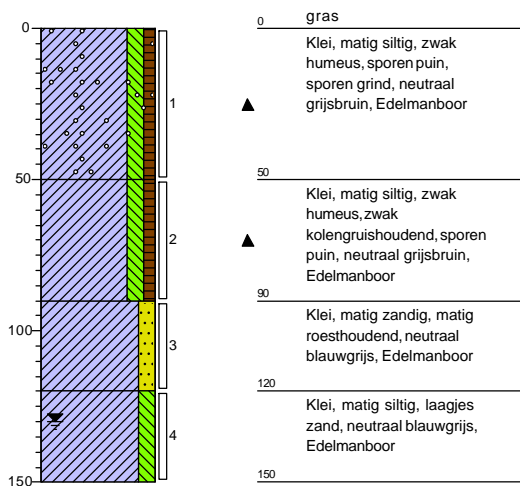 0
50
100
150
1
2
3
4
0
gras
Klei, matig siltig, zwak
humeus, sporen puin,
sporen grind, neutraal
grijsbruin, Edelmanboor
50
Klei, matig siltig, zwak
humeus, zwak
kolengruishoudend, sporen
puin, neutraal grijsbruin,
Edelmanboor
90
Klei, matig zandig, matig
roesthoudend, neutraal
blauwgrijs, Edelmanboor
120
Klei, matig siltig, laagjes
zand, neutraal blauwgrijs,
Edelmanboor
150